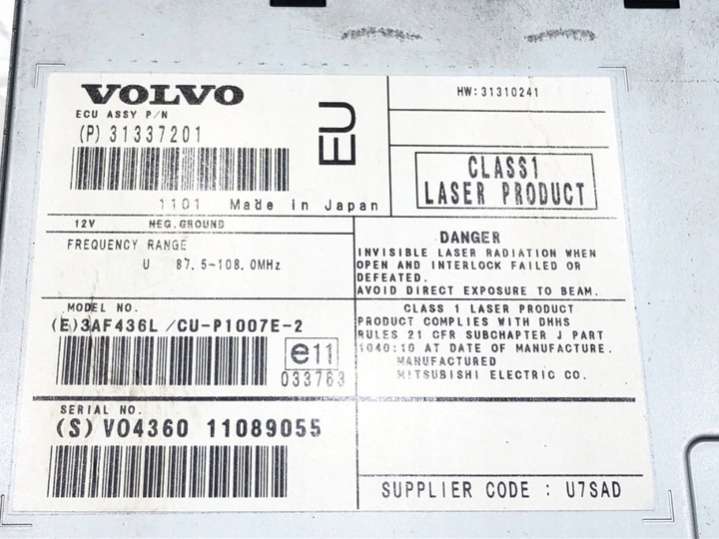 VOLVO
ECU ASSY P/N
(P) 31337201
EU
1101 Made in Japan
HW:31310241
CLASS1
LASER PRODUCT
12V NEG.GROUND
FREQUENCY RANGE
U 87.5-108.0MHz
DANGER
INVISIBLE LASER RADIATION WHEN
OPEN AND INTERLOCK FAILED OR
DEFEATED.
AVOID DIRECT EXPOSURE TO BEAM.
MODEL NO.
(E)3AF436L /CU-P1007E-2
e11
033763
CLASS 1 LASER PRODUCT
PRODUCT COMPLIES WITH DHHS
RULES 21 CFR SUBCHAPTER J PART
1040:10 AT DATE OF MANUFACTURE.
MANUFACTURED
MITSUBISHI ELECTRIC CO.
SERIAL NO.
(S) VO4360 11089055
SUPPLIER CODE : U7SAD